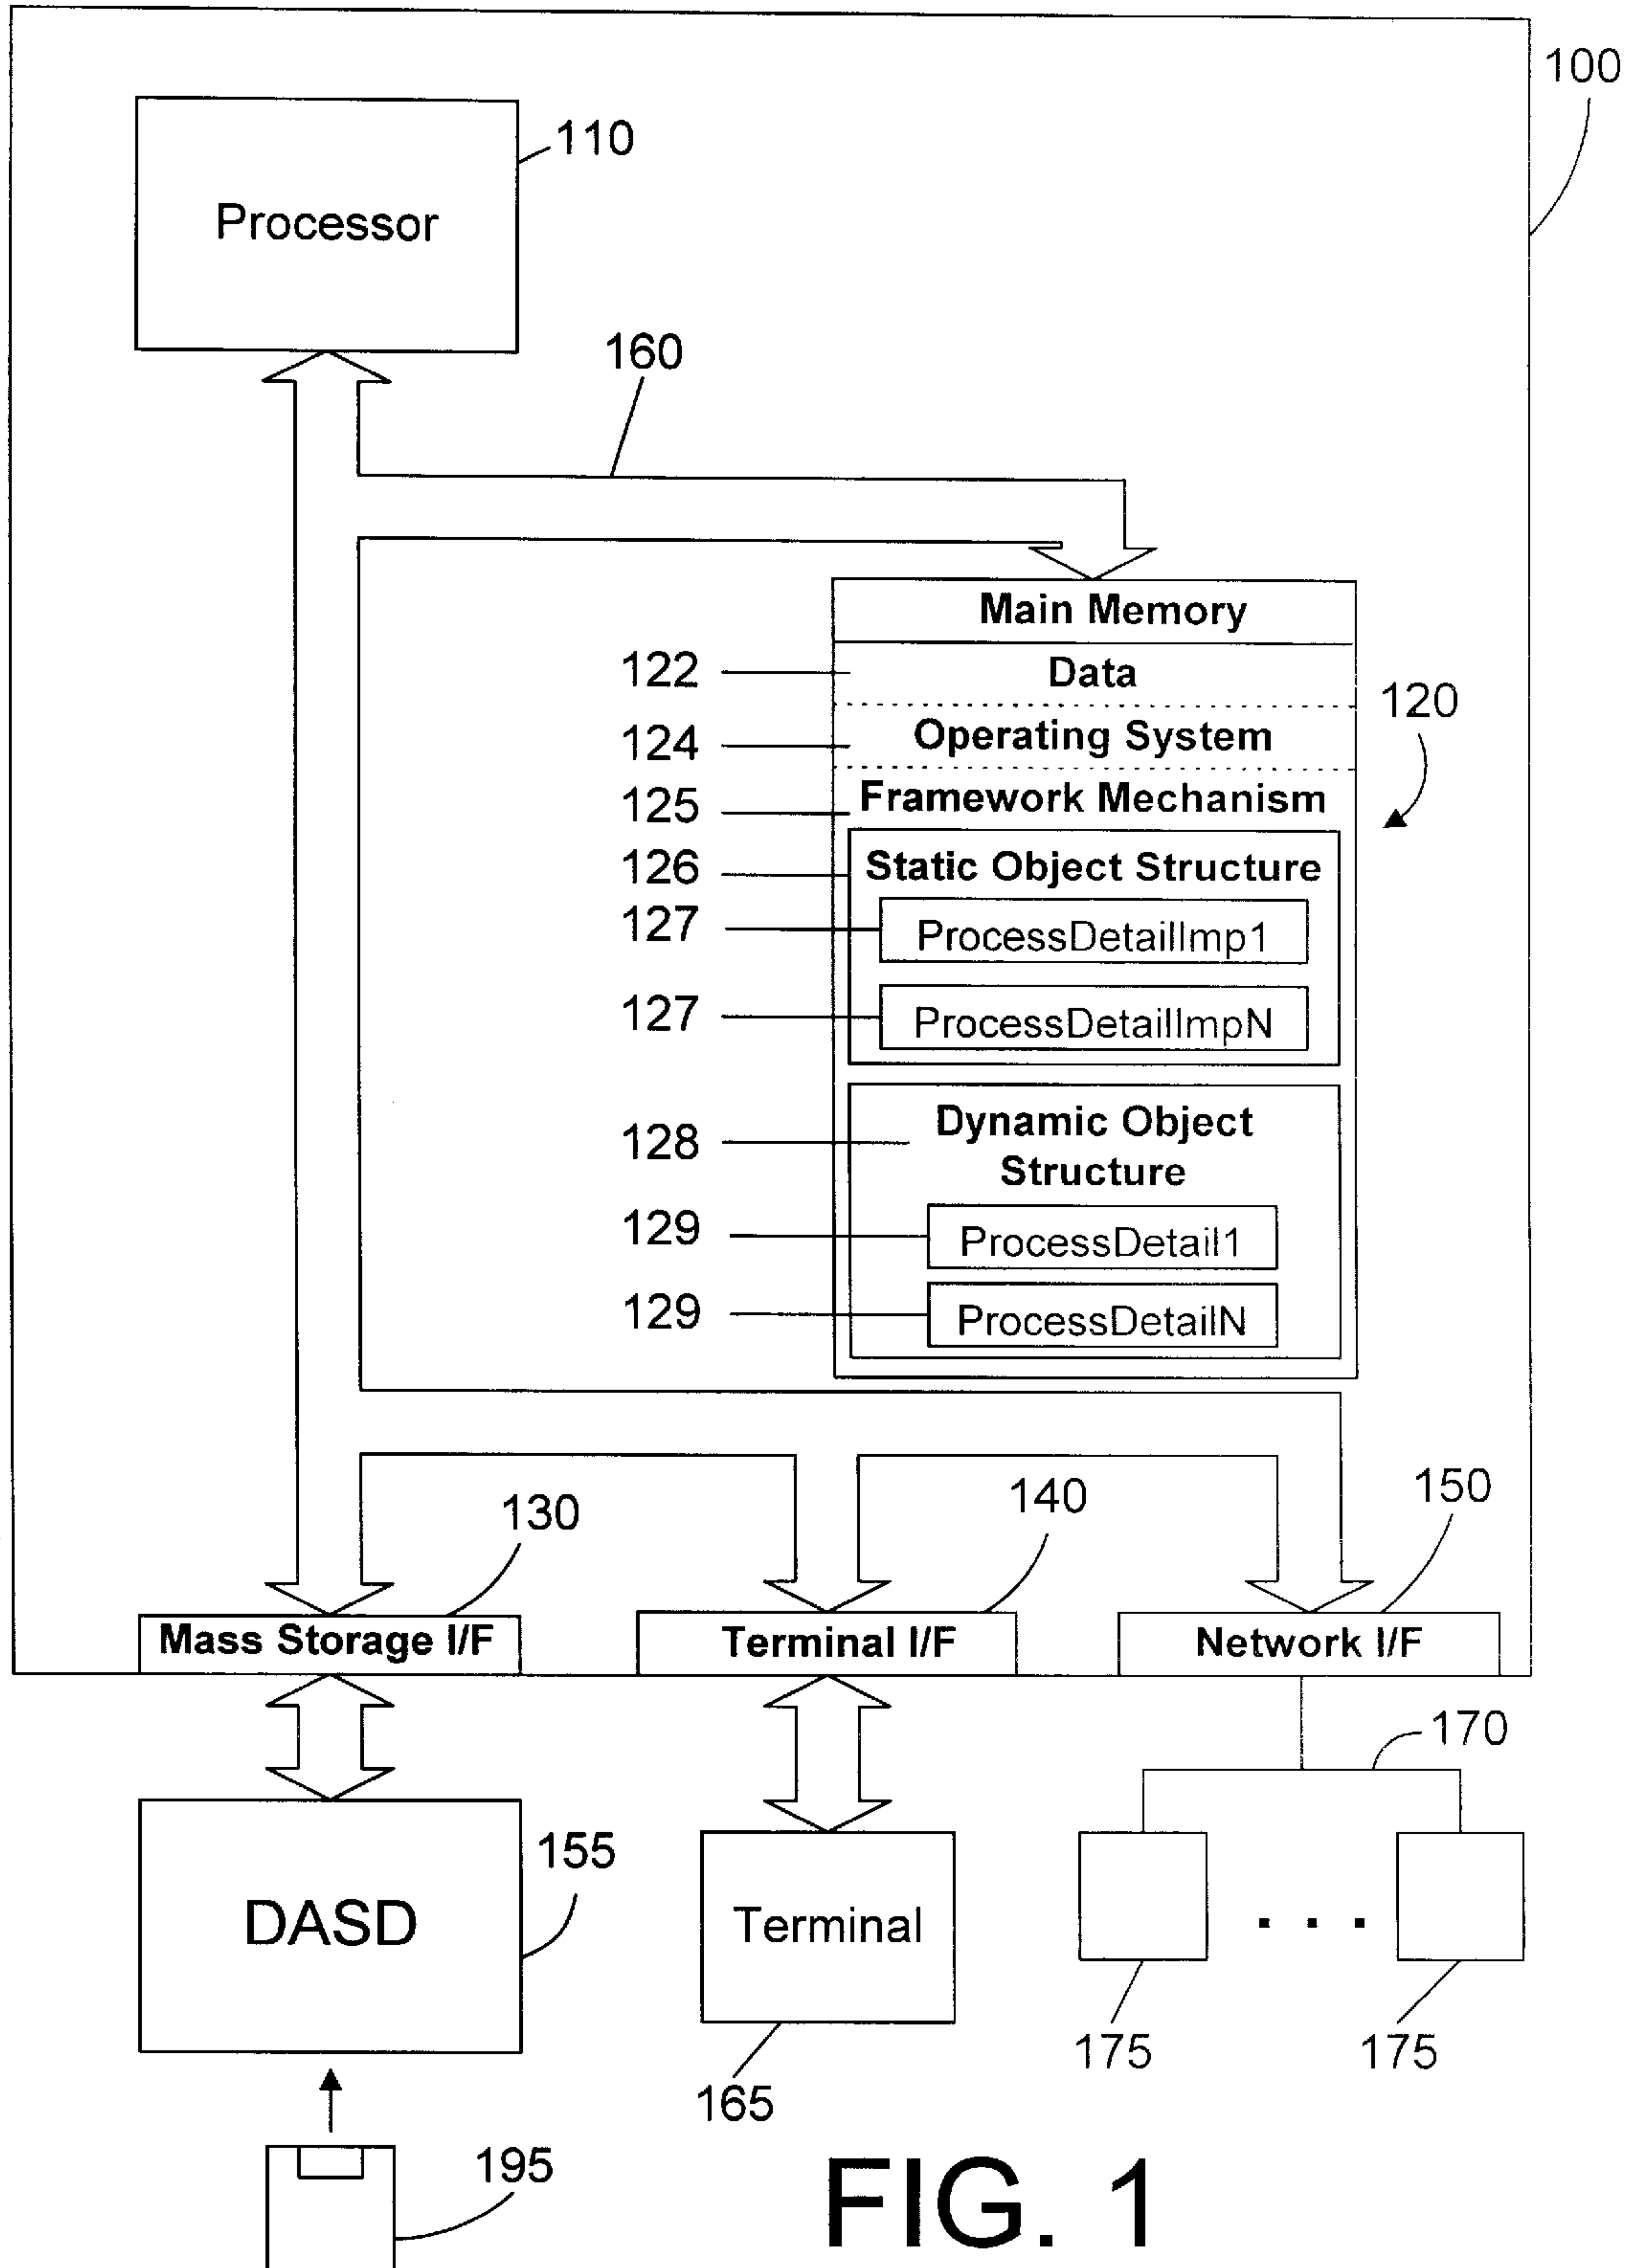 100
110
Processor
160
Main Memory
122 Data
120
124 Operating System
125 Framework Mechanism
126 Static Object Structure
127 ProcessDetailImp1
127 ProcessDetailImpN
128 Dynamic Object
Structure
129 ProcessDetail1
129 ProcessDetailN
130
140
150
Mass Storage I/F
Terminal I/F
Network I/F
170
155
DASD
Terminal
. . .
175
175
165
195
FIG. 1